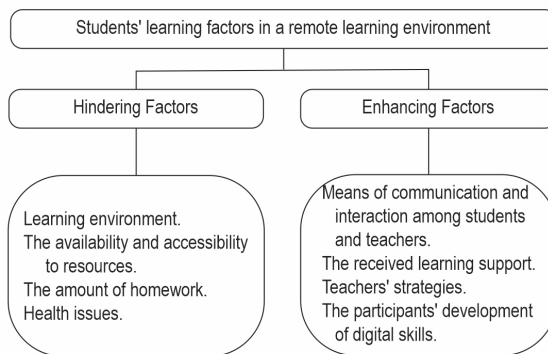 Students' learning factors in a remote learning environment
Hindering Factors
Enhancing Factors
Learning environment.
The availability and accessibility
to resources.
The amount of homework.
Health issues.
Means of communication and
interaction among students
and teachers.
The received learning support.
Teachers' strategies.
The participants' development
of digital skills.